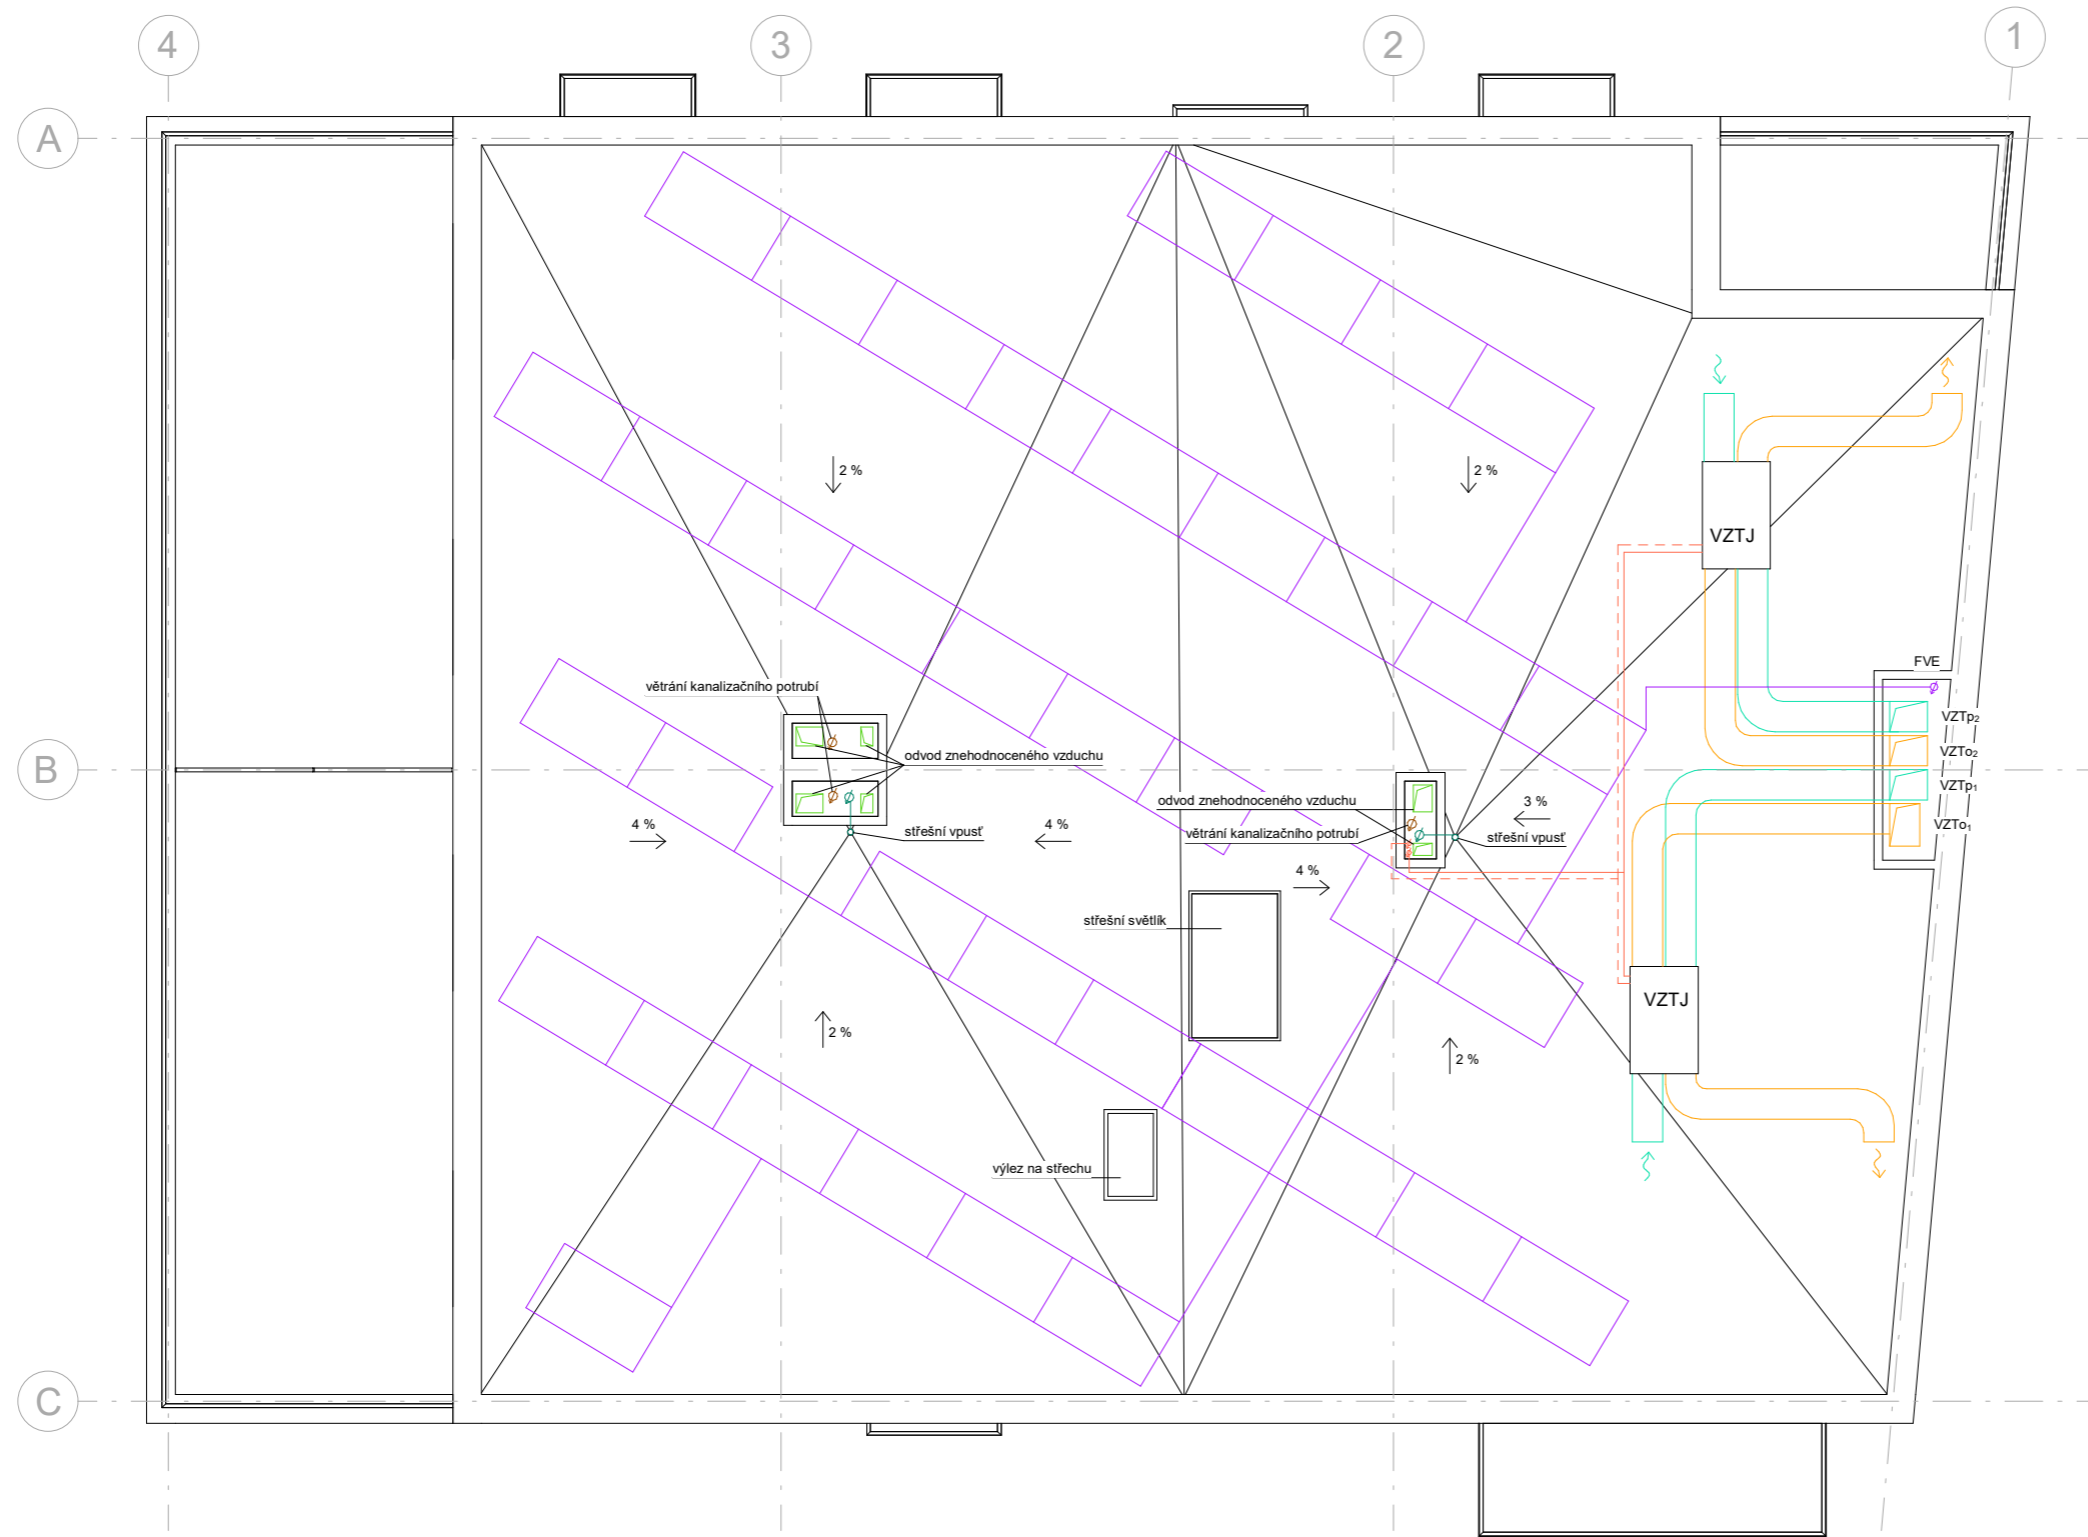 4
3
2
1
A
2 %
2 %
VZTJ
FVE
větrání kanalizačního potrubí
VZTp2
odvod znehodnoceného vzduchu
VZTo2
B
VZTp1
odvod znehodnoceného vzduchu
3 %
4 %
4 %
střešní vpusť
větrání kanalizačního potrubí
střešní vpusť
VZTo1
4 %
střešní světlík
VZTJ
2 %
2 %
výlez na střechu
C